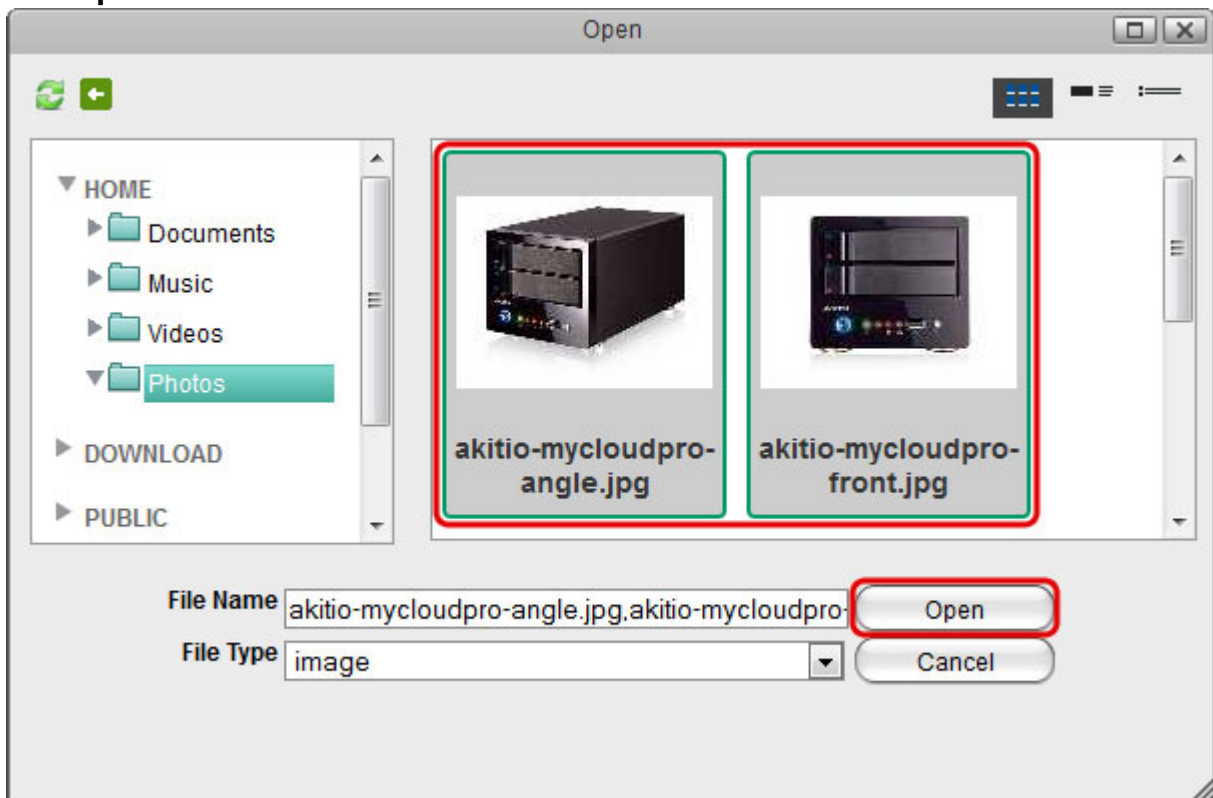 Open
HOME
Documents
Music
Videos
Photos
DOWNLOAD
PUBLIC
akitio-mycloudpro-
angle.jpg
akitio-mycloudpro-
front.jpg
File Name akitio-mycloudpro-angle.jpg,akitio-mycloudpro- Open
File Type image Cancel